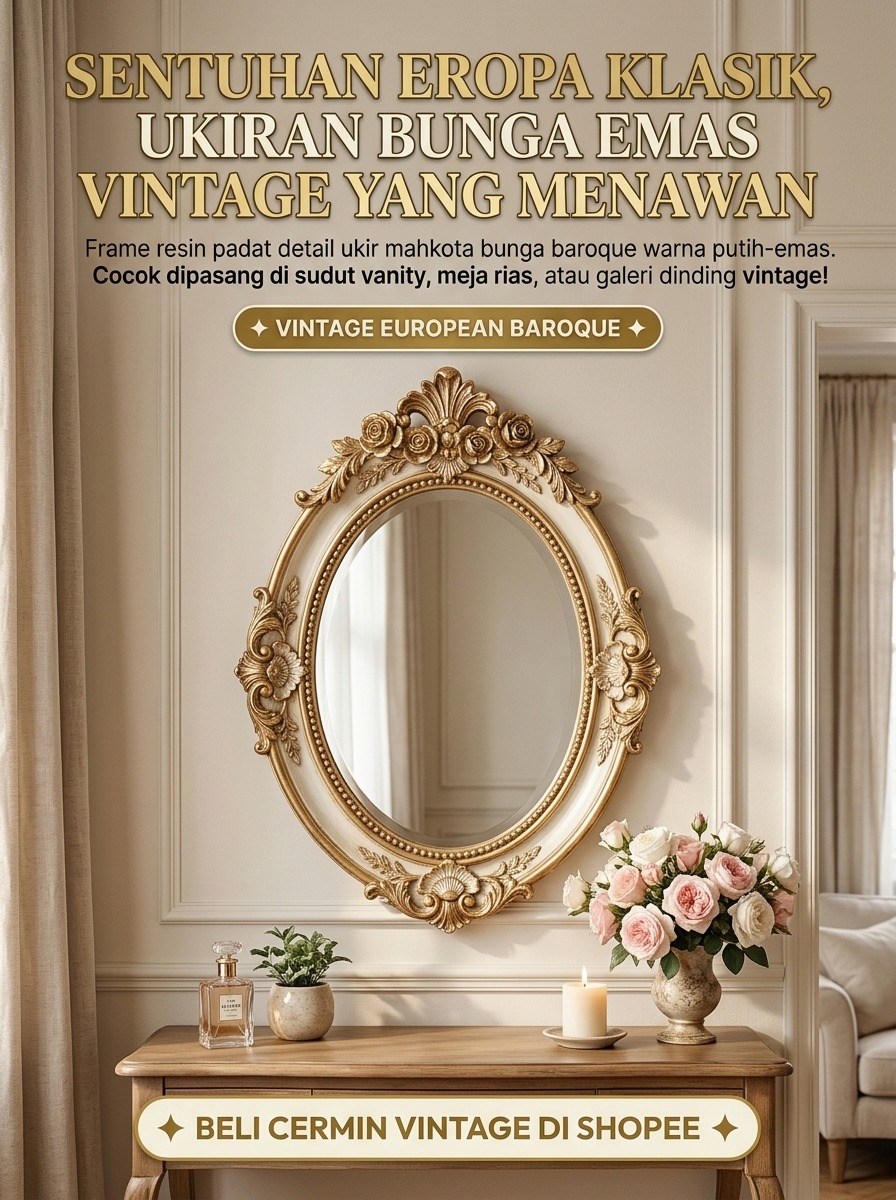 SENTUHAN EROPA KLASIK,
UKIRAN BUNGA EMAS
VINTAGE YANG MENAWAN
Frame resin padat detail ukir mahkota bunga baroque warna putih-emas.
Cocok dipasang di sudut vanity, meja rias, atau galeri dinding vintage!
✦ VINTAGE EUROPEAN BAROQUE ✦
✦ BELI CERMIN VINTAGE DI SHOPEE ✦